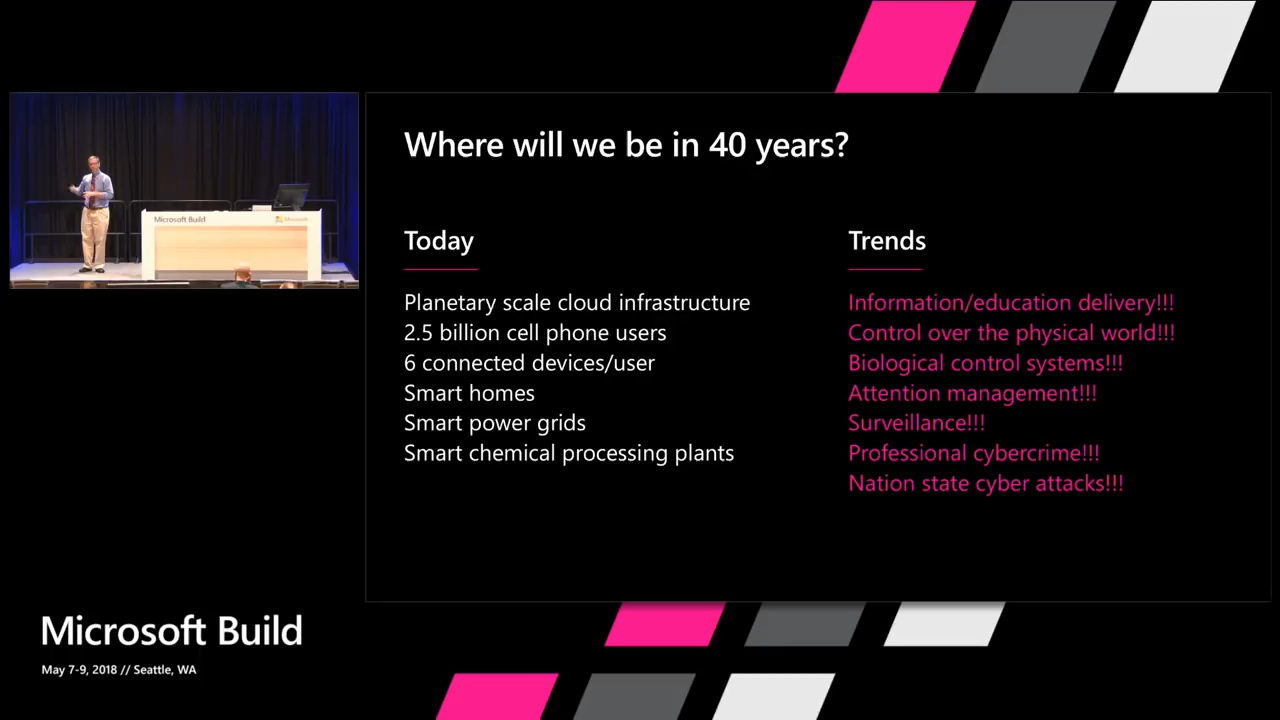 Where will we be in 40 years?
Today
Planetary scale cloud infrastructure
2.5 billion cell phone users
6 connected devices/user
Smart homes
Smart power grids
Smart chemical processing plants
Trends
Information/education delivery!!!
Control over the physical world!!!
Biological control systems!!!
Attention management!!!
Surveillance!!!
Professional cybercrime!!!
Nation state cyber attacks!!!
Microsoft Build
Microsoft
Microsoft Build
May 7-9, 2018 // Seattle, WA